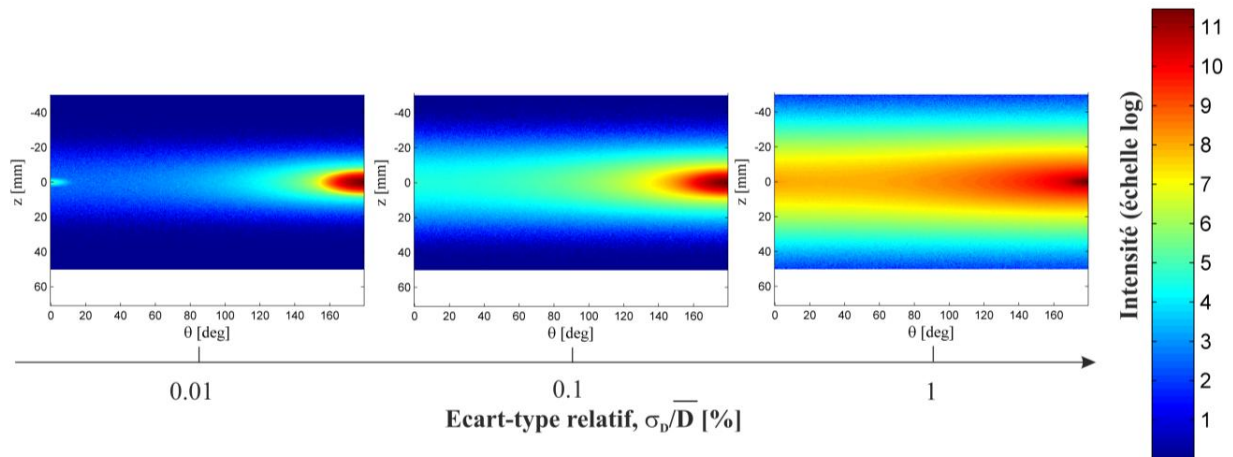 -40
-20
0
20
40
60
z [mm]
0 20 40 60 80 100 120 140 160
θ [deg]
-40
-20
0
20
40
60
z [mm]
0 20 40 60 80 100 120 140 160
θ [deg]
-40
-20
0
20
40
60
z [mm]
0 20 40 60 80 100 120 140 160
θ [deg]
0.01 0.1 1
Ecart-type relatif, σ_D/D̅ [%]
Intensité (échelle log)
11
10
9
8
7
6
5
4
3
2
1